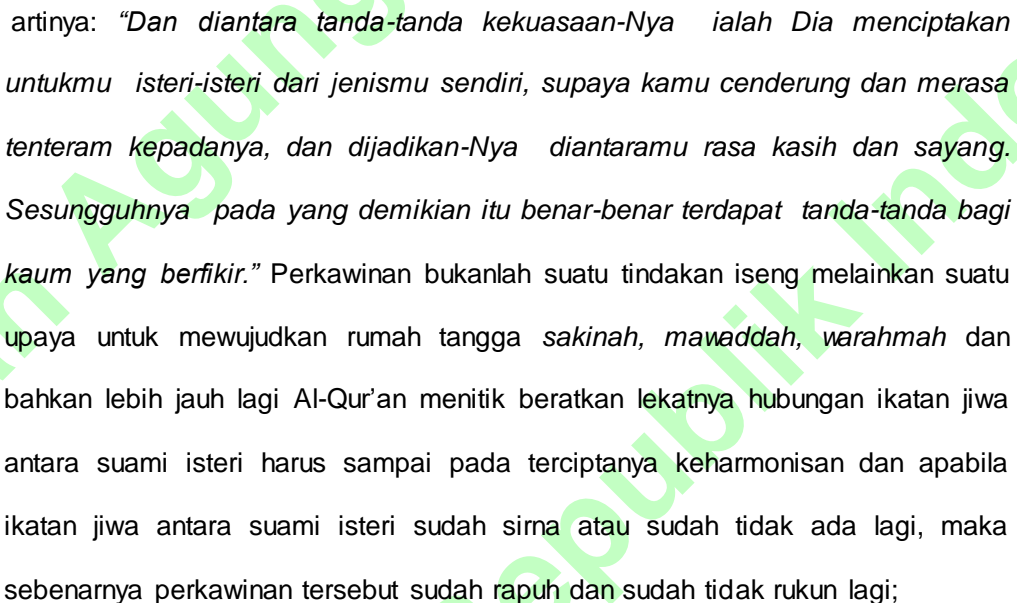 artinya: “Dan diantara tanda-tanda kekuasaan-Nya ialah Dia menciptakan
untukmu isteri-isteri dari jenismu sendiri, supaya kamu cenderung dan merasa
tenteram kepadanya, dan dijadikan-Nya diantaramu rasa kasih dan sayang.
Sesungguhnya pada yang demikian itu benar-benar terdapat tanda-tanda bagi
kaum yang berfikir.” Perkawinan bukanlah suatu tindakan iseng melainkan suatu
upaya untuk mewujudkan rumah tangga sakinah, mawaddah, warahmah dan
bahkan lebih jauh lagi Al-Qur’an menitik beratkan lekatnya hubungan ikatan jiwa
antara suami isteri harus sampai pada terciptanya keharmonisan dan apabila
ikatan jiwa antara suami isteri sudah sirna atau sudah tidak ada lagi, maka
sebenarnya perkawinan tersebut sudah rapuh dan sudah tidak rukun lagi;